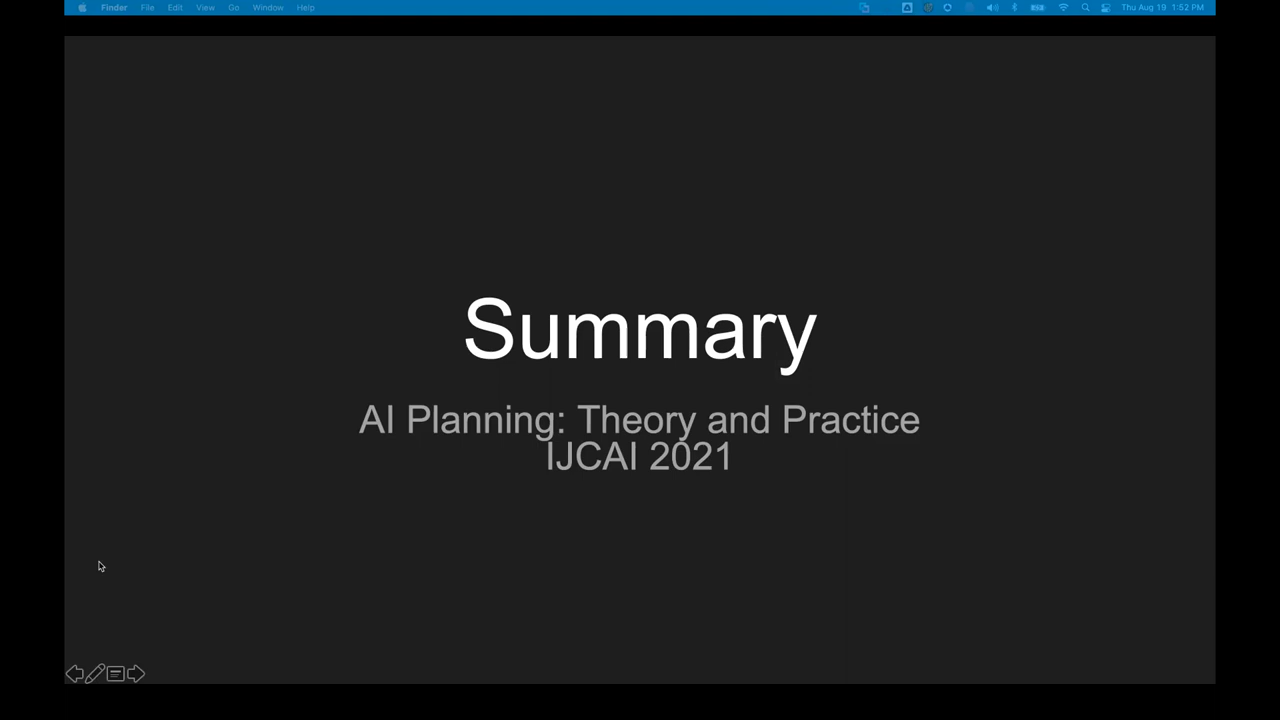 Finder File Edit View Go Window Help Thu Aug 19 1:52 PM
Summary
AI Planning: Theory and Practice
IJCAI 2021